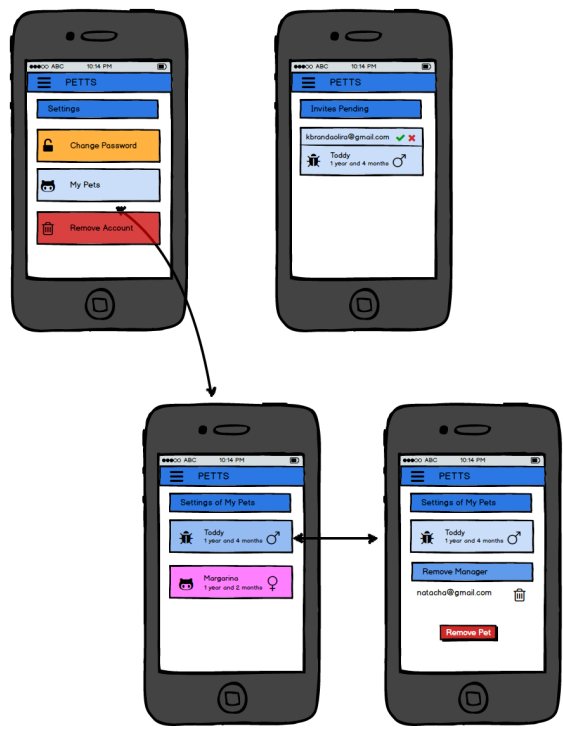 ABC 10:14 PM
PETTS
Settings
Change Password
My Pets
Remove Account
ABC 10:14 PM
PETTS
Invites Pending
kbrandaolira@gmail.com
Toddy
1 year and 4 months
ABC 10:14 PM
PETTS
Settings of My Pets
Toddy
1 year and 4 months
Margarina
1 year and 2 months
ABC 10:14 PM
PETTS
Settings of My Pets
Toddy
1 year and 4 months
Remove Manager
natacha@gmail.com
Remove Pet